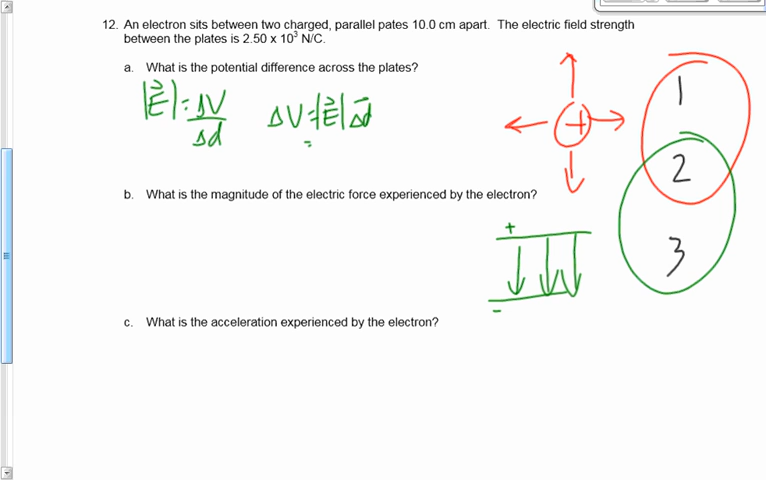 12. An electron sits between two charged, parallel pates 10.0 cm apart. The electric field strength
between the plates is 2.50 x 10³ N/C.
a. What is the potential difference across the plates?
|E⃗| = ΔV/Δd ΔV = |E⃗|Δd⃗
+
1
2
3
b. What is the magnitude of the electric force experienced by the electron?
+
-
c. What is the acceleration experienced by the electron?